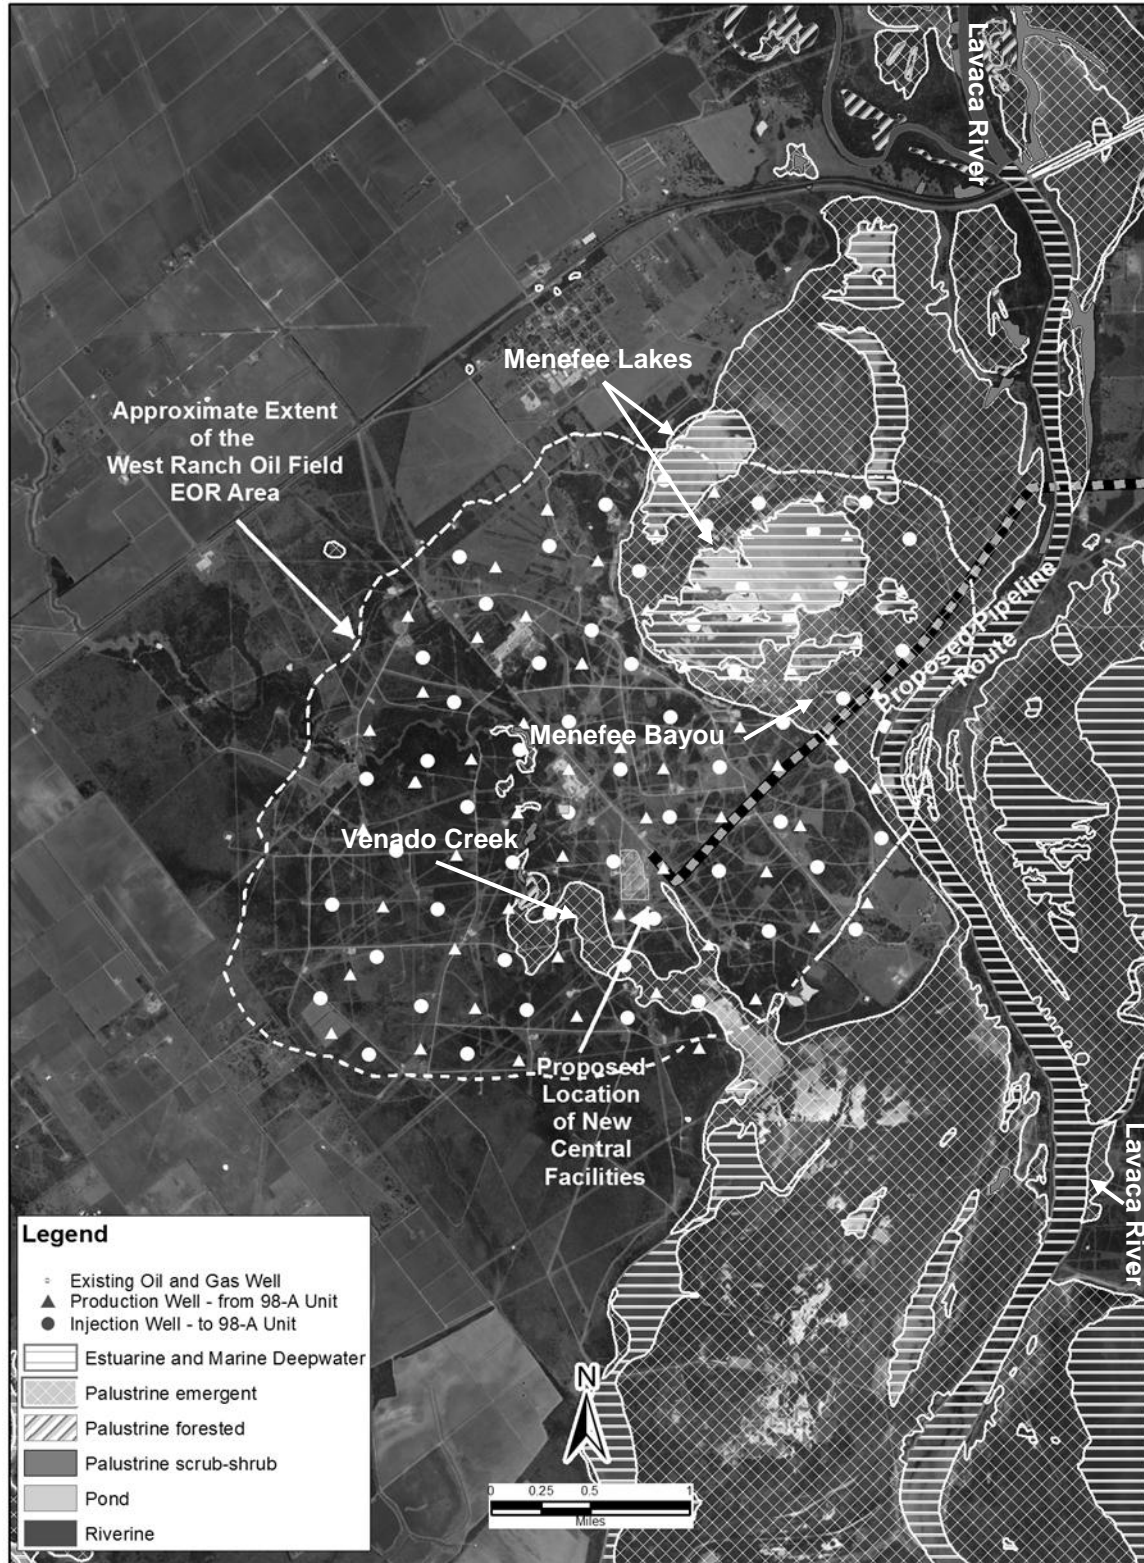 Lavaca River
Menefee Lakes
Approximate Extent
of the
West Ranch Oil Field
EOR Area
Proposed Pipeline
Route
Menefee Bayou
Venado Creek
Proposed
Location
of New
Central
Facilities
Lavaca River
Legend
Existing Oil and Gas Well
Production Well - from 98-A Unit
Injection Well - to 98-A Unit
Estuarine and Marine Deepwater
Palustrine emergent
Palustrine forested
Palustrine scrub-shrub
Pond
Riverine
N
0 0.25 0.5 1
Miles